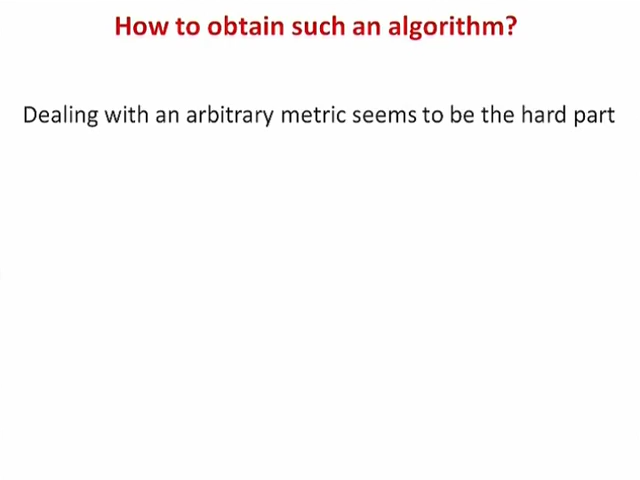 How to obtain such an algorithm?
Dealing with an arbitrary metric seems to be the hard part